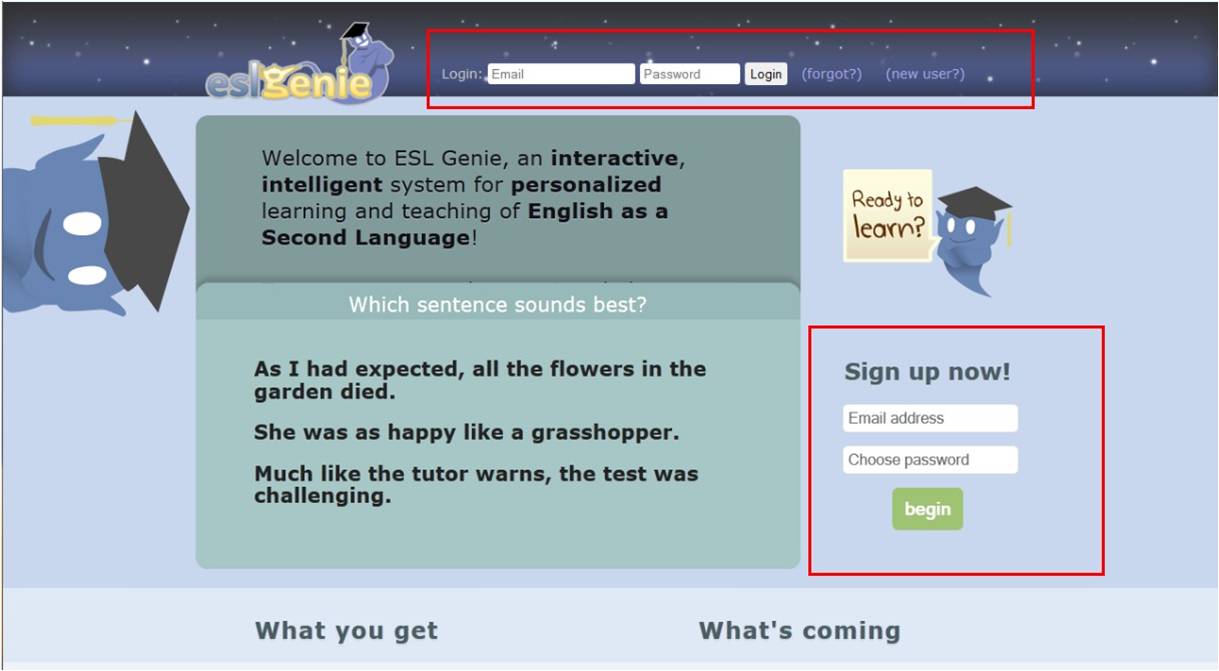 eslgenie
Login: Email Password Login (forgot?) (new user?)
Welcome to ESL Genie, an interactive,
intelligent system for personalized
learning and teaching of English as a
Second Language!
Ready to
learn?
Which sentence sounds best?
As I had expected, all the flowers in the
garden died.
She was as happy like a grasshopper.
Much like the tutor warns, the test was
challenging.
Sign up now!
Email address
Choose password
begin
What you get
What's coming